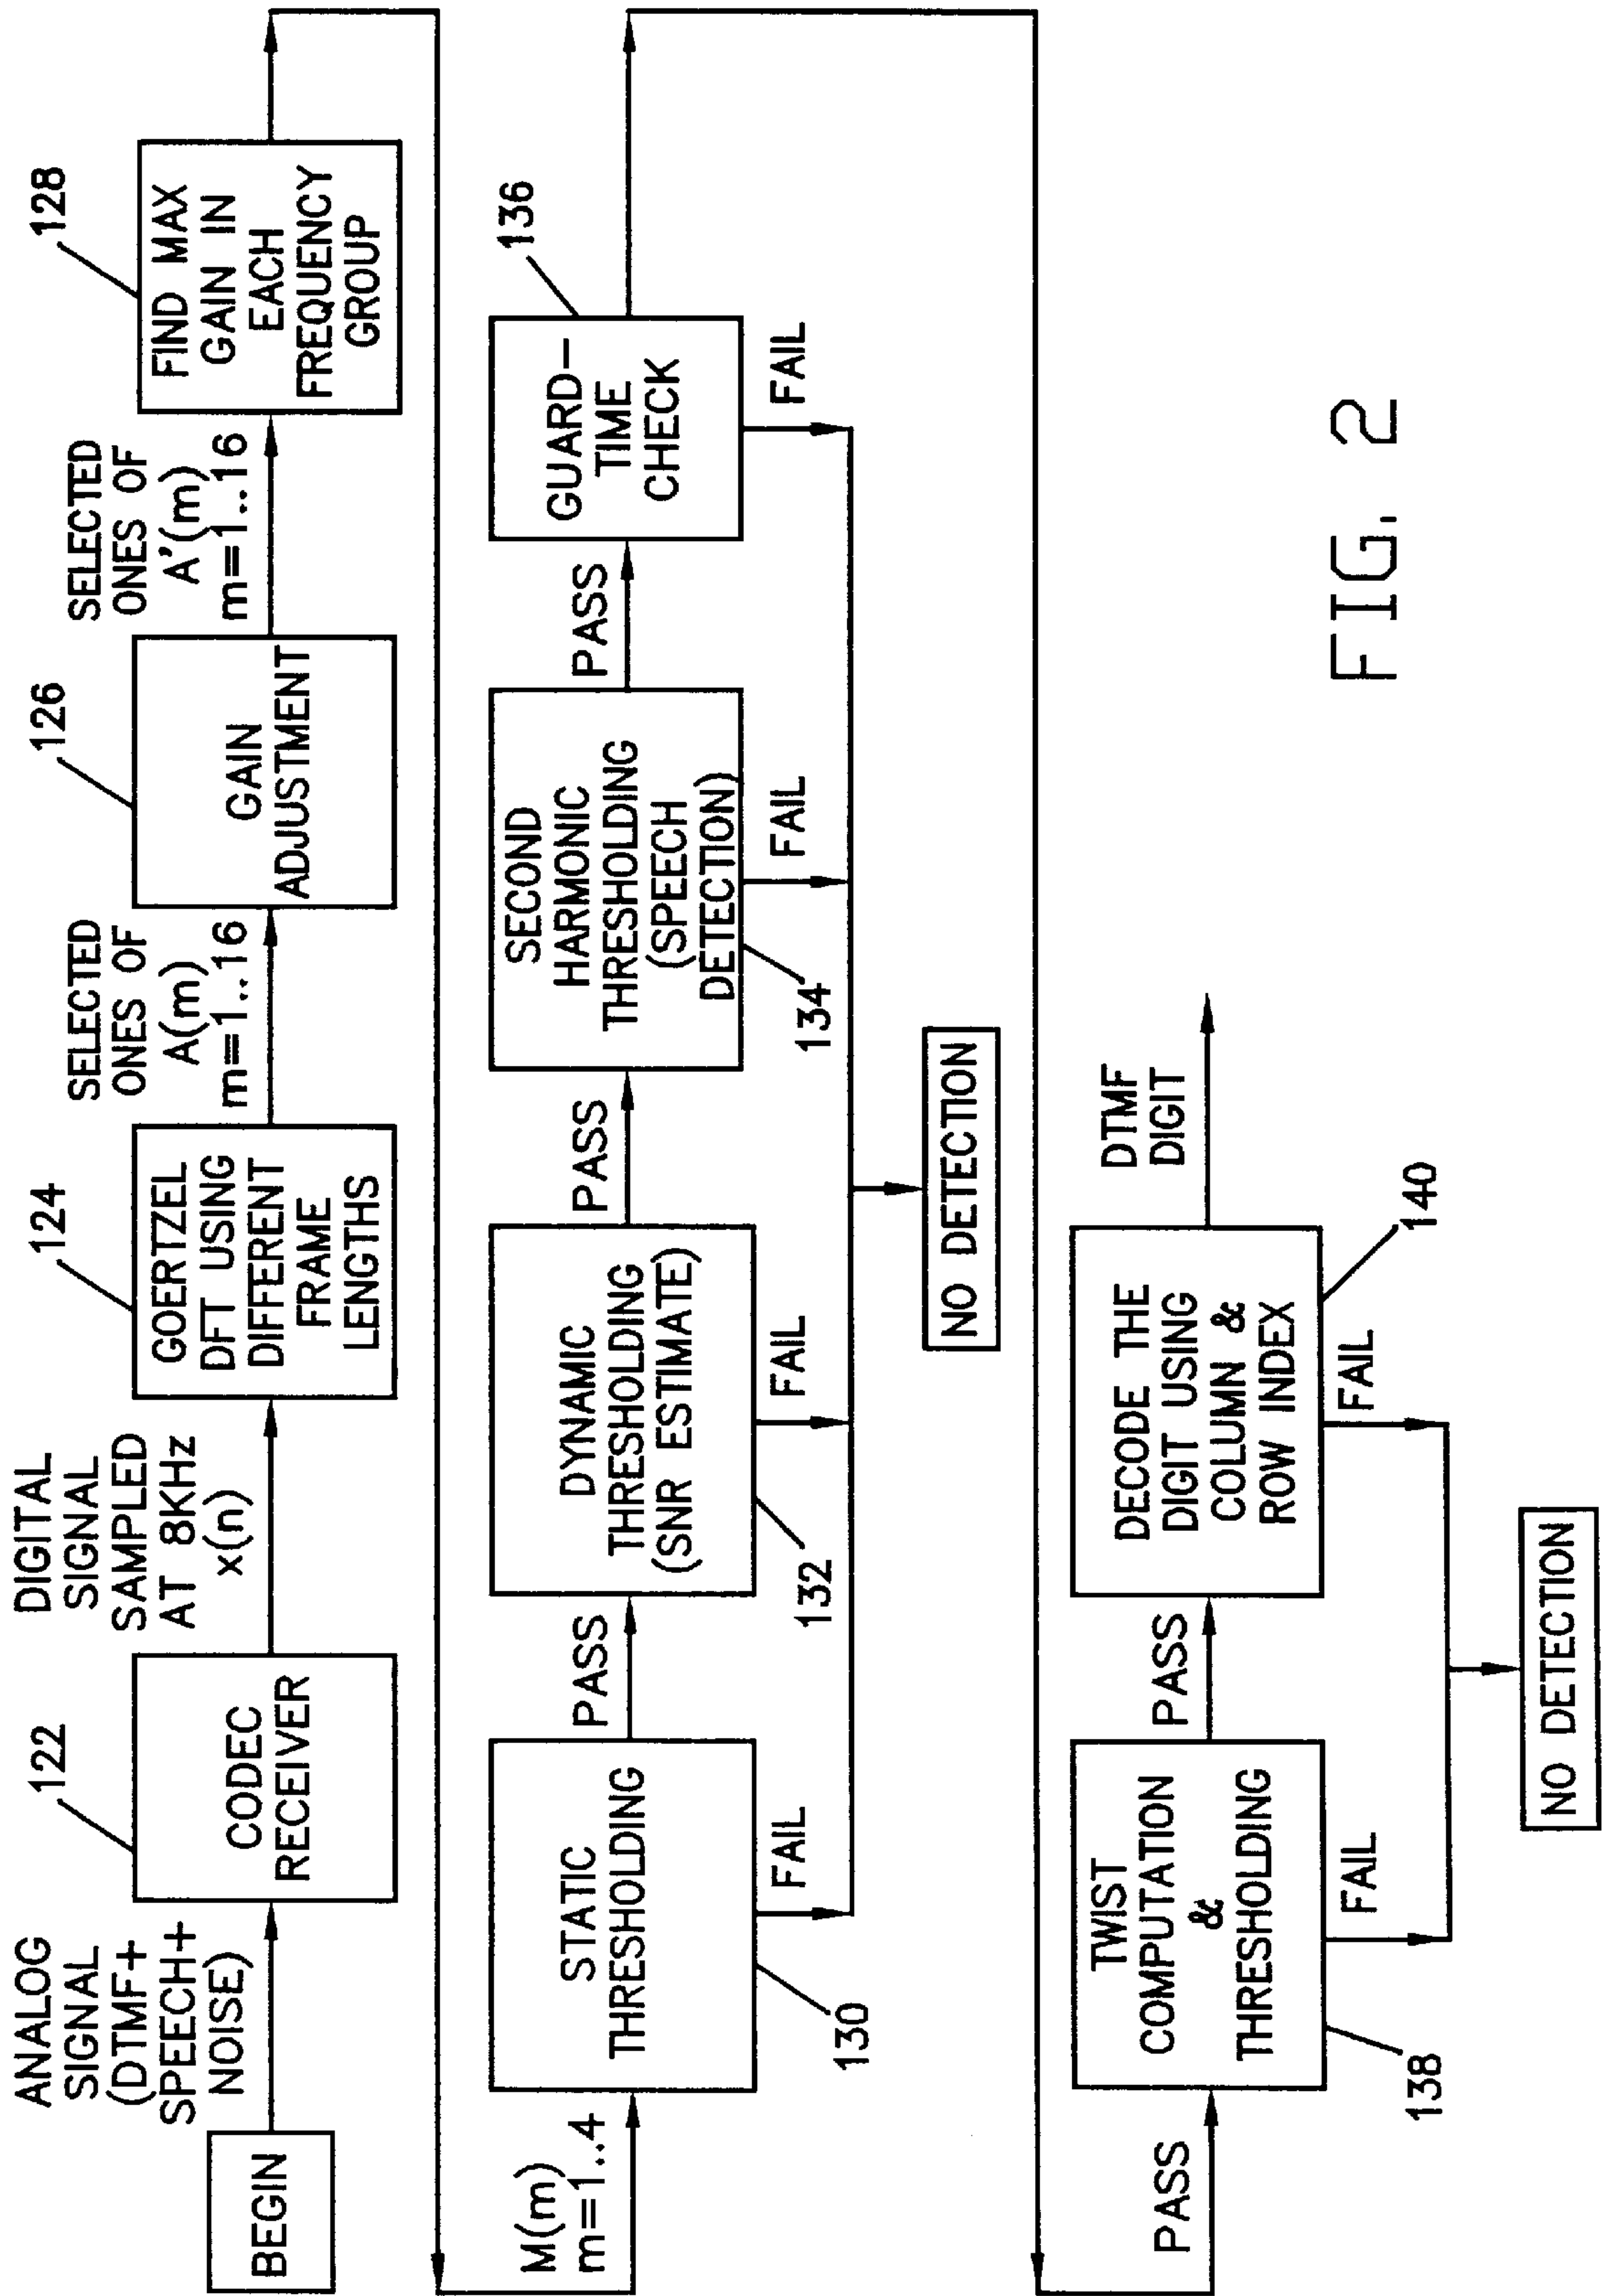 BEGIN
ANALOG
SIGNAL
(DTMF+
SPEECH+
NOISE)
122
CODEC
RECEIVER
DIGITAL
SIGNAL
SAMPLED
AT 8KHz
x(n)
124
GOERTZEL
DFT USING
DIFFERENT
FRAME
LENGTHS
SELECTED
ONES OF
A(m)
m=1..16
126
GAIN
ADJUSTMENT
SELECTED
ONES OF
A'(m)
m=1..16
128
FIND MAX
GAIN IN
EACH
FREQUENCY
GROUP
M(m)
m=1..4
STATIC
THRESHOLDING
130
PASS
FAIL
DYNAMIC
THRESHOLDING
(SNR ESTIMATE)
132
PASS
FAIL
SECOND
HARMONIC
THRESHOLDING
(SPEECH
DETECTION)
134
PASS
FAIL
136
GUARD-
TIME
CHECK
FAIL
NO DETECTION
PASS
TWIST
COMPUTATION
&
THRESHOLDING
138
PASS
FAIL
DECODE THE
DIGIT USING
COLUMN &
ROW INDEX
140
FAIL
DTMF
DIGIT
NO DETECTION
FIG. 2